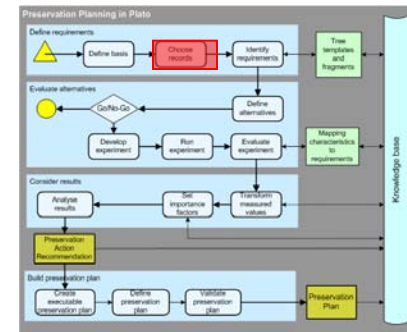 Preservation Planning in Plato
Define requirements
Define basis
Choose
records
Identify
requirements
Tree
templates
and
fragments
Evaluate alternatives
Go/No-Go
Define
alternatives
Develop
experiment
Run
experiment
Evaluate
experiment
Mapping
characteristics
to
requirements
Knowledge base
Consider results
Analyse
results
Set
importance
factors
Transform
measured
values
Preservation
Action
Recommendation
Build preservation plan
Create
executable
preservation plan
Define
preservation
plan
Validate
preservation
plan
Preservation
Plan